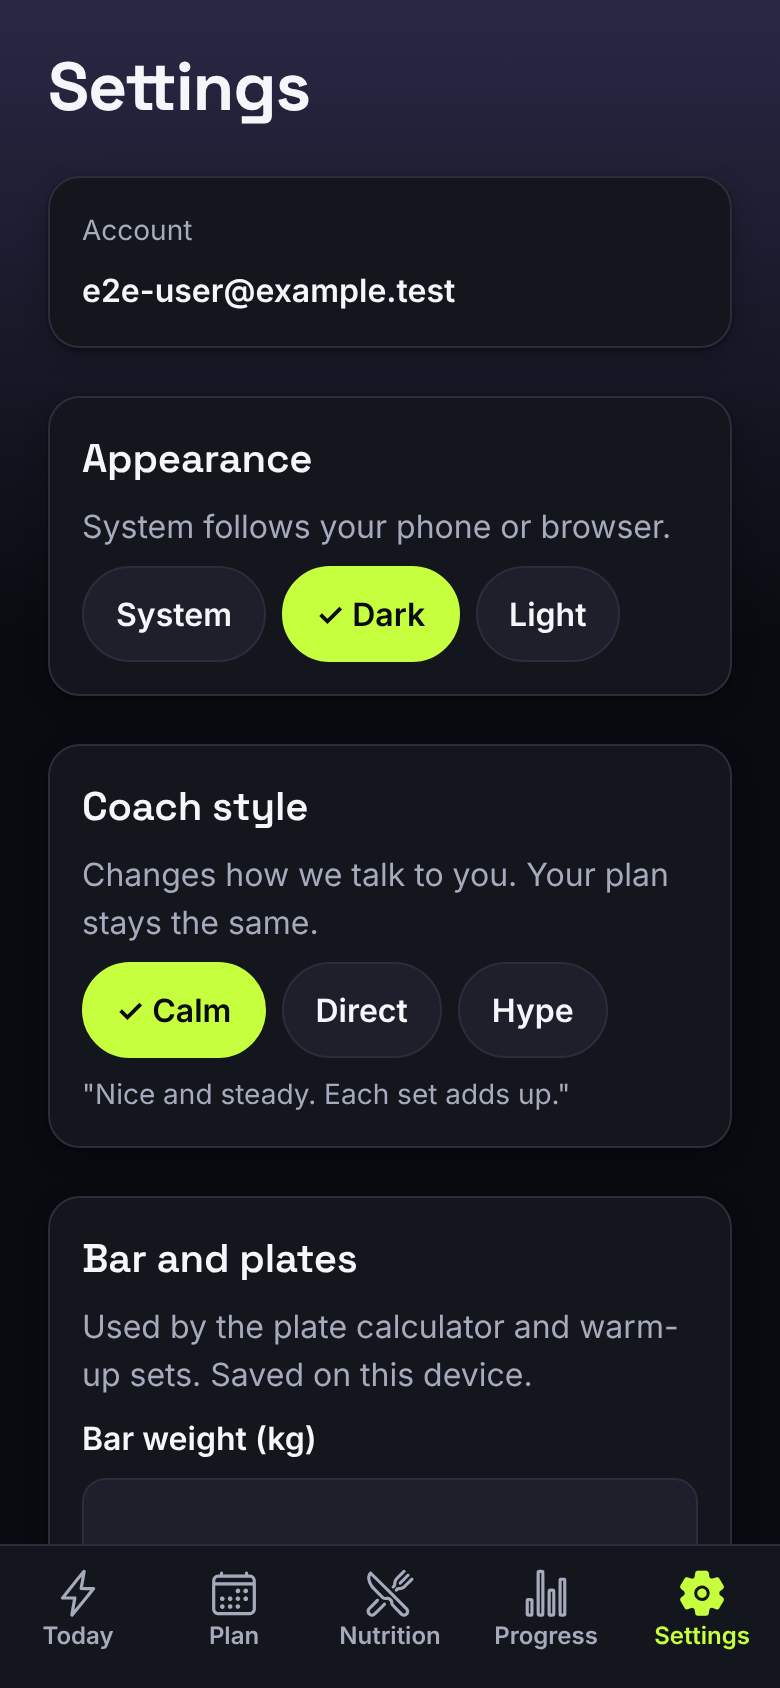 Settings
Account
e2e-user@example.test
Appearance
System follows your phone or browser.
System
✓ Dark
Light
Coach style
Changes how we talk to you. Your plan
stays the same.
✓ Calm
Direct
Hype
"Nice and steady. Each set adds up."
Bar and plates
Used by the plate calculator and warm-
up sets. Saved on this device.
Bar weight (kg)
Today
Plan
Nutrition
Progress
Settings